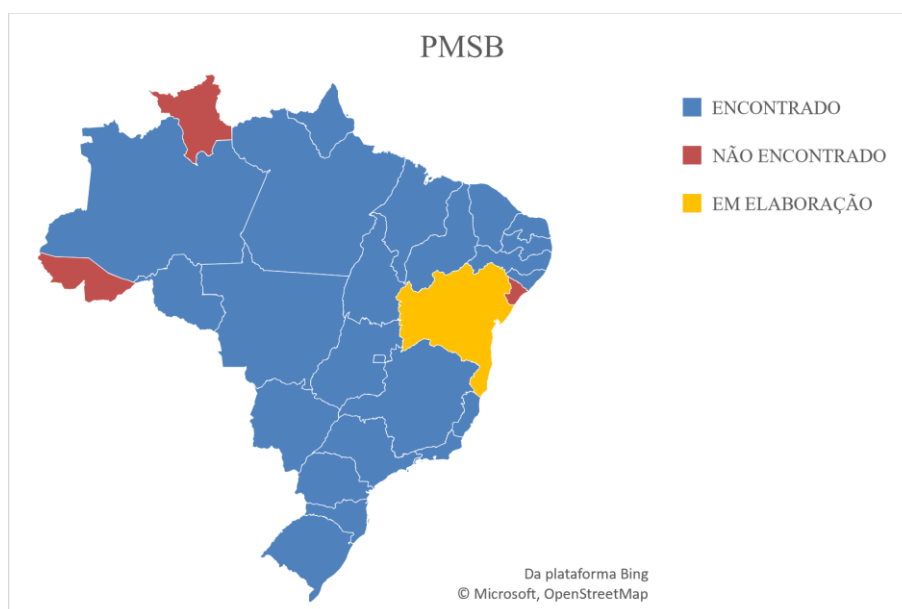 PMSB
ENCONTRADO
NÃO ENCONTRADO
EM ELABORAÇÃO
Da plataforma Bing
© Microsoft, OpenStreetMap